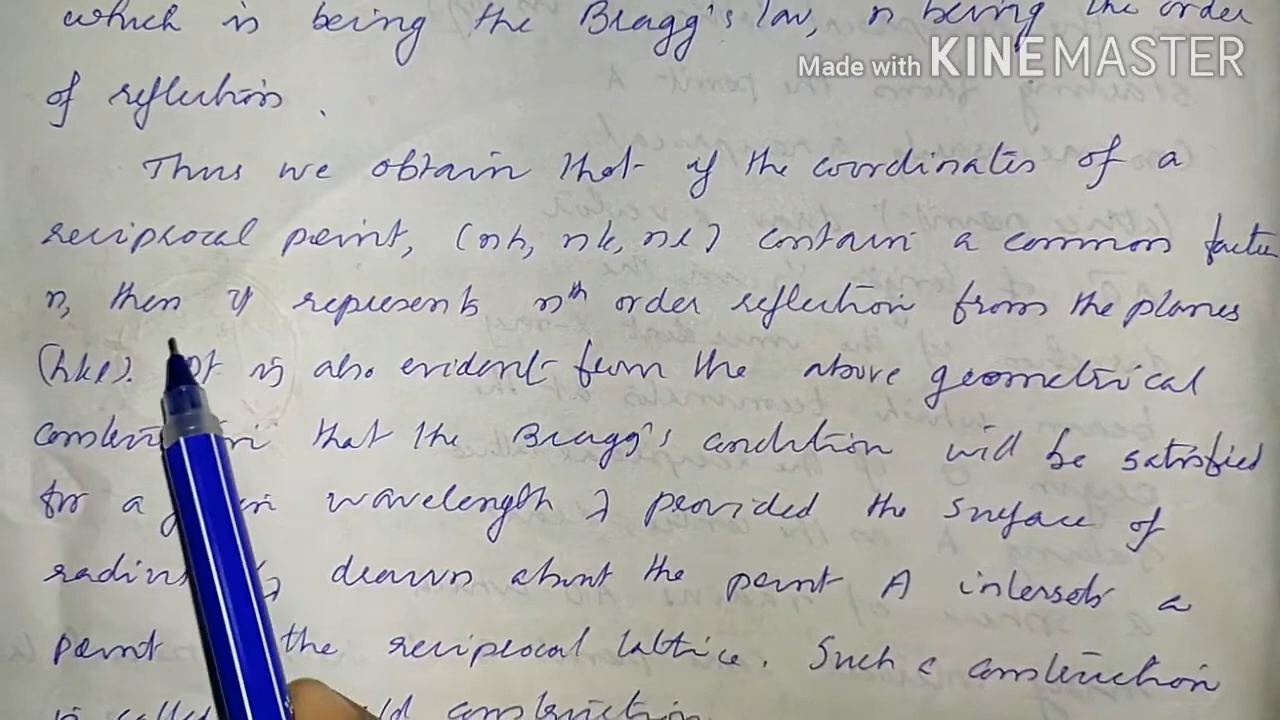 which is being the Bragg's law, n being the order
Made with KINEMASTER
of reflection .
Thus we obtain that if the coordinates of a
reciprocal point, (nh, nk, nl) contain a common factor
n, then it represents nth order reflection from the planes
(hkl). It is also evident from the above geometrical
that the Bragg's condition will be satisfied
for a wavelength λ provided the surface of
radius drawn about the point A intersects a
point the reciprocal lattice. Such a construction
is called construction